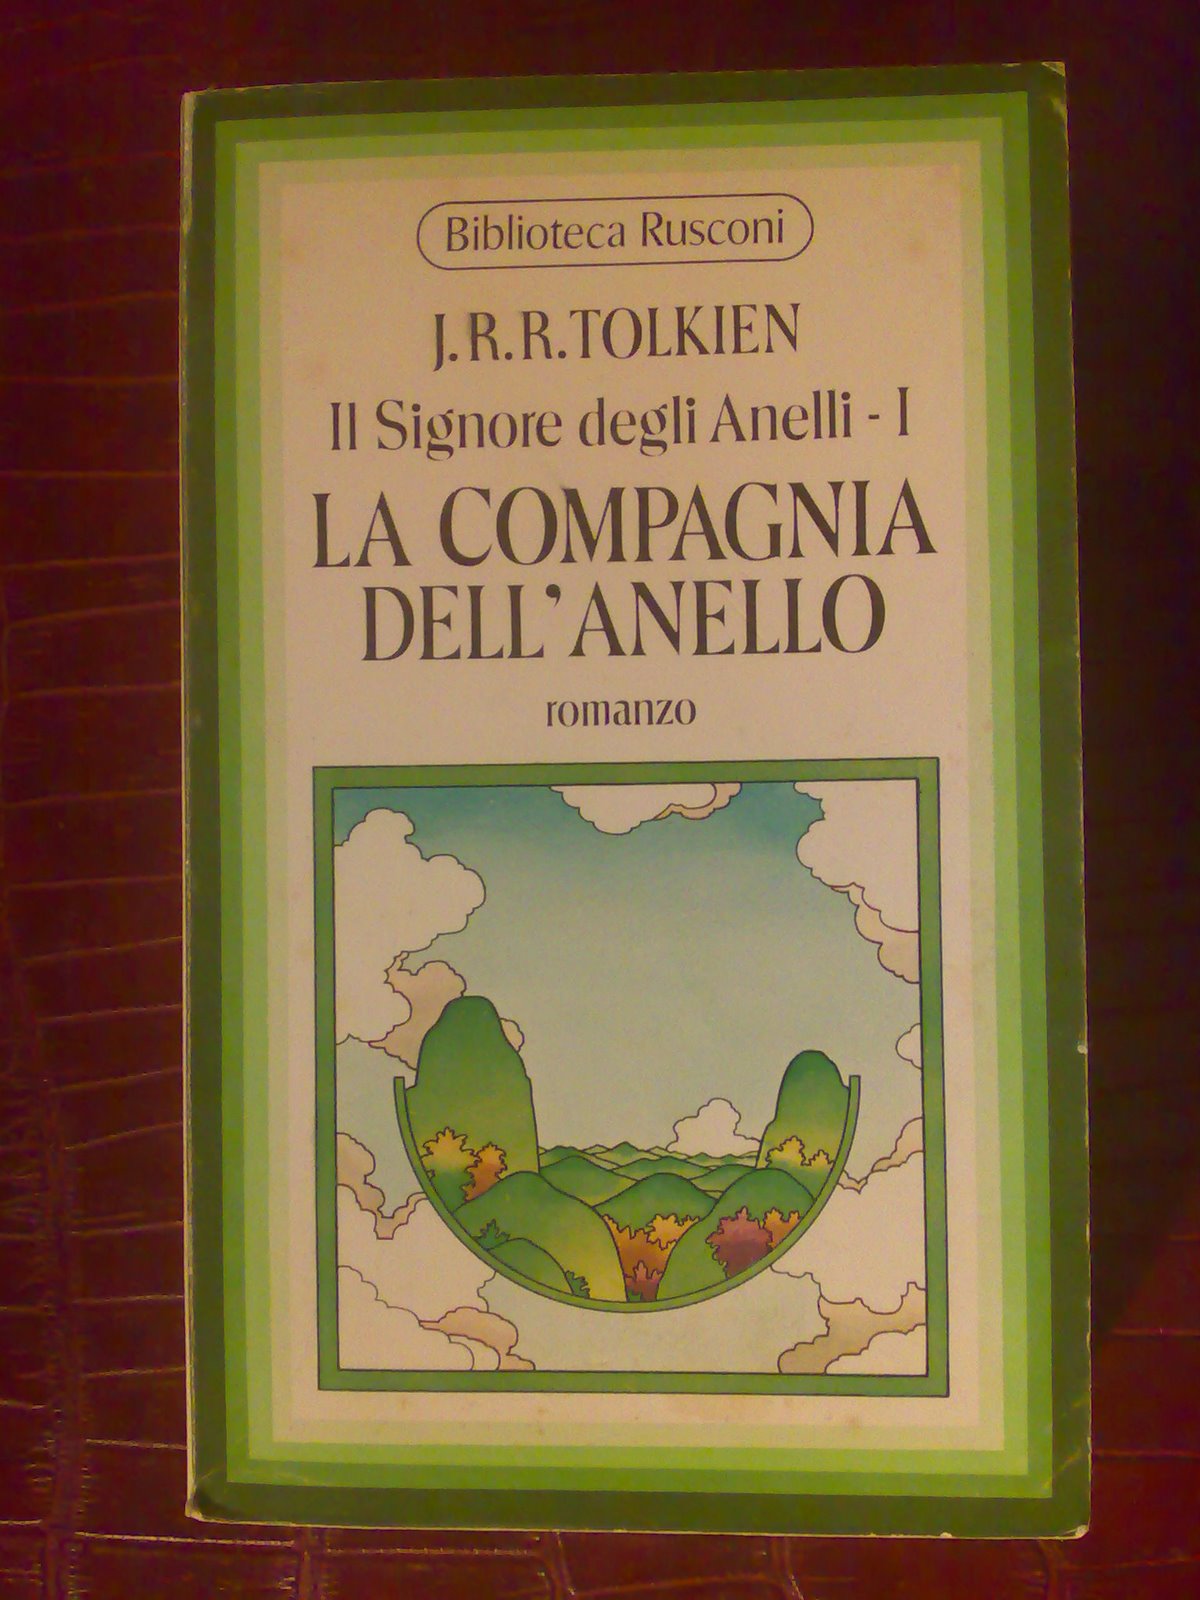 Biblioteca Rusconi
J.R.R.TOLKIEN
Il Signore degli Anelli - I
LA COMPAGNIA
DELL'ANELLO
romanzo